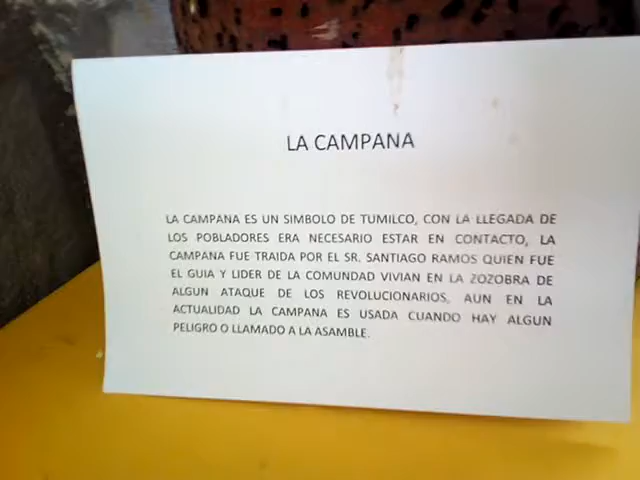 LA CAMPANA
LA CAMPANA ES UN SIMBOLO DE TUMILCO, CON LA LLEGADA DE
LOS POBLADORES ERA NECESARIO ESTAR EN CONTACTO, LA
CAMPANA FUE TRAIDA POR EL SR. SANTIAGO RAMOS QUIEN FUE
EL GUIA Y LIDER DE LA COMUNDAD VIVIAN EN LA ZOZOBRA DE
ALGUN ATAQUE DE LOS REVOLUCIONARIOS, AUN EN LA
ACTUALIDAD LA CAMPANA ES USADA CUANDO HAY ALGUN
PELIGRO O LLAMADO A LA ASAMBLE.